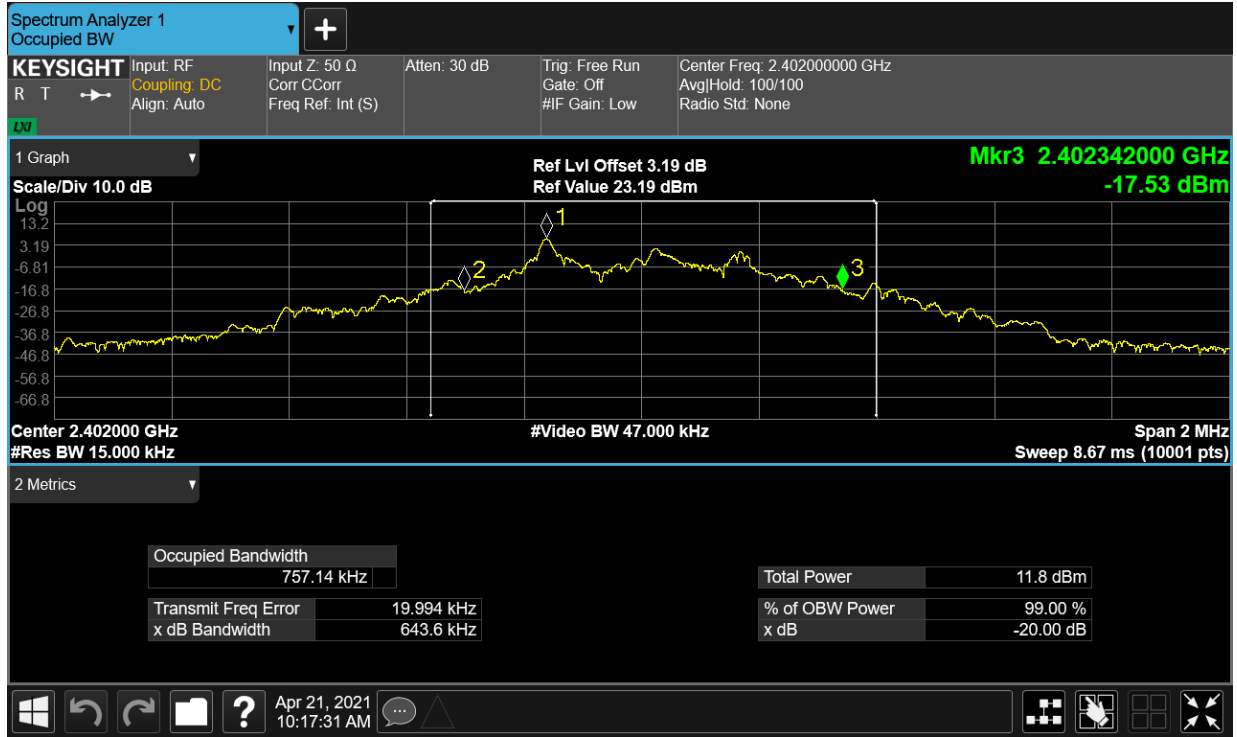 Spectrum Analyzer 1
Occupied BW
KEYSIGHT
R T
LXI
Input: RF
Coupling: DC
Align: Auto
Input Z: 50 Ω
Corr CCorr
Freq Ref: Int (S)
Atten: 30 dB
Trig: Free Run
Gate: Off
#IF Gain: Low
Center Freq: 2.402000000 GHz
Avg|Hold: 100/100
Radio Std: None
1 Graph
Scale/Div 10.0 dB
Ref Lvl Offset 3.19 dB
Ref Value 23.19 dBm
Mkr3 2.402342000 GHz
-17.53 dBm
Log
13.2
3.19
-6.81
-16.8
-26.8
-36.8
-46.8
-56.8
-66.8
1
2
3
Center 2.402000 GHz
#Video BW 47.000 kHz
Span 2 MHz
#Res BW 15.000 kHz
Sweep 8.67 ms (10001 pts)
2 Metrics
Occupied Bandwidth
757.14 kHz
Total Power 11.8 dBm
Transmit Freq Error 19.994 kHz
% of OBW Power 99.00 %
x dB Bandwidth 643.6 kHz
x dB -20.00 dB
?
Apr 21, 2021
10:17:31 AM